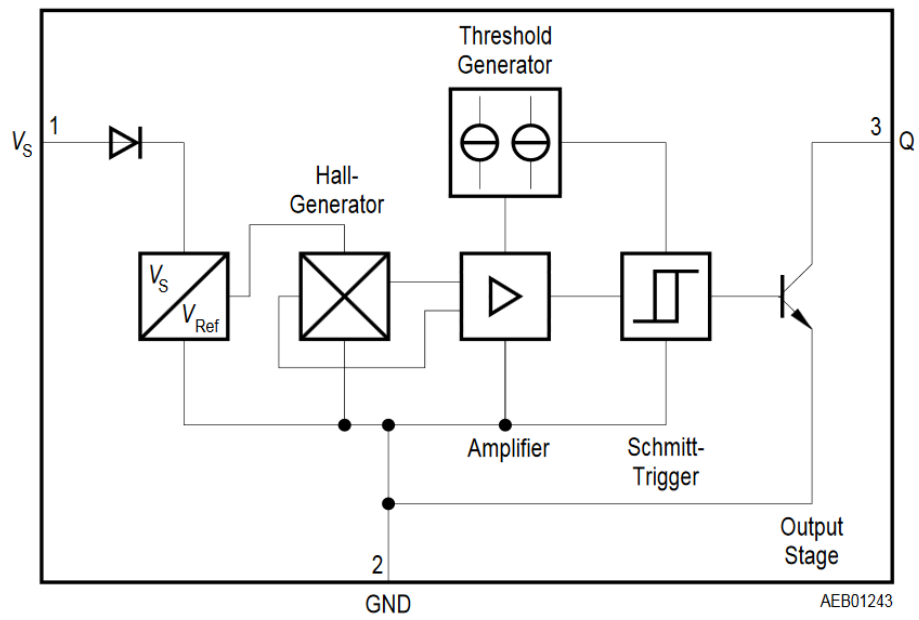 Threshold
Generator
1
V_S
3
Q
Hall-
Generator
V_S
V_Ref
Amplifier
Schmitt-
Trigger
Output
Stage
2
GND
AEB01243